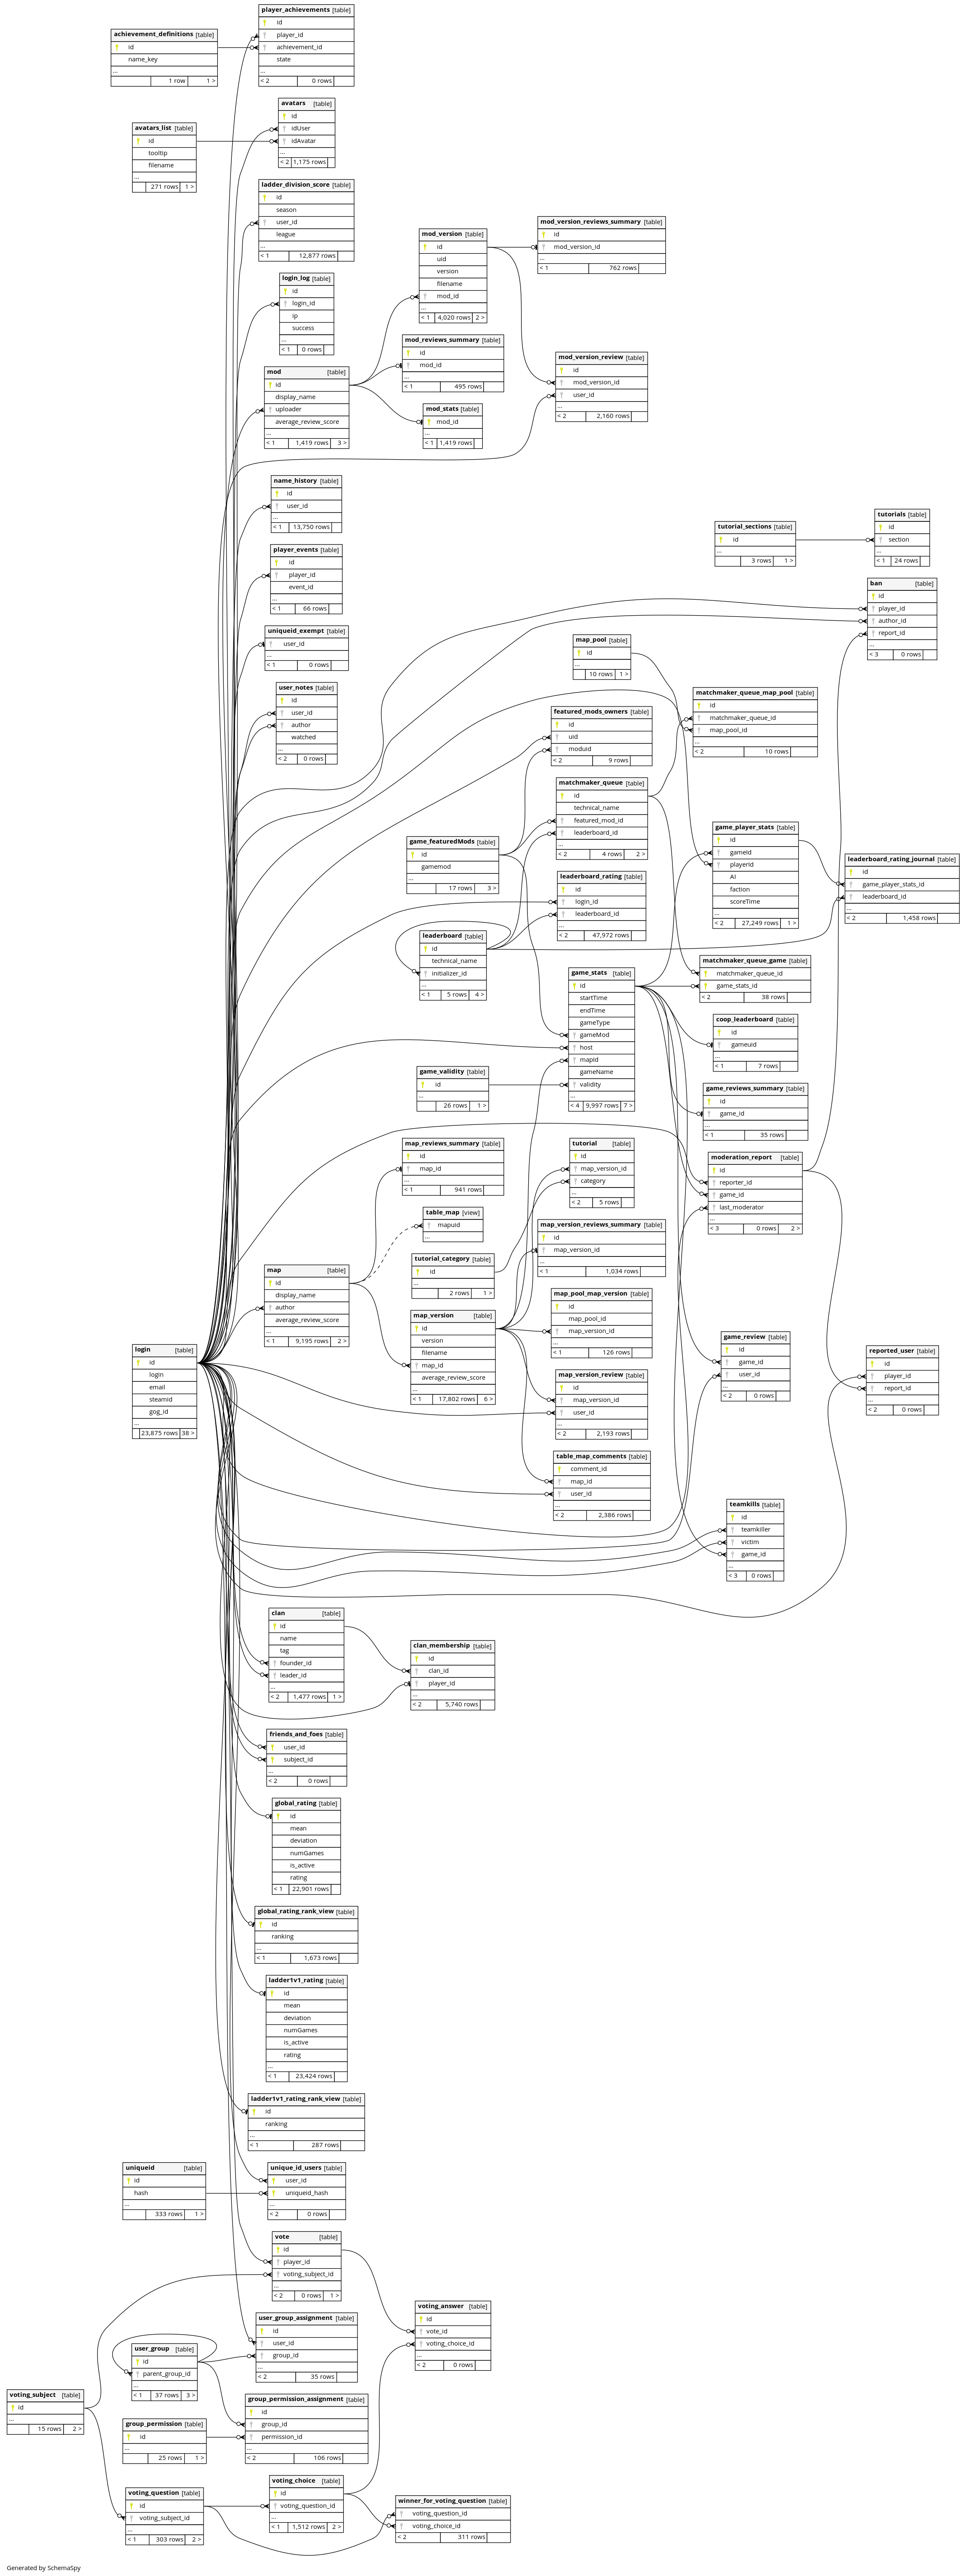 player_achievements [table]
id
player_id
achievement_id
state
...
< 2 0 rows
achievement_definitions [table]
id
name_key
...
1 row 1 >
avatars [table]
id
idUser
idAvatar
...
< 2 1,175 rows
avatars_list [table]
id
tooltip
filename
...
271 rows 1 >
ladder_division_score [table]
id
season
user_id
league
...
< 1 12,877 rows
mod_version_reviews_summary [table]
id
mod_version_id
...
< 1 762 rows
mod_version [table]
id
uid
version
filename
mod_id
...
< 1 4,020 rows 2 >
login_log [table]
id
login_id
ip
success
...
< 1 0 rows
mod_reviews_summary [table]
id
mod_id
...
< 1 495 rows
mod_version_review [table]
id
mod_version_id
user_id
...
< 2 2,160 rows
mod [table]
id
display_name
uploader
average_review_score
...
< 1 1,419 rows 3 >
mod_stats [table]
mod_id
...
< 1 1,419 rows
name_history [table]
id
user_id
...
< 1 13,750 rows
tutorials [table]
id
section
...
< 1 24 rows
tutorial_sections [table]
id
...
3 rows 1 >
player_events [table]
id
player_id
event_id
...
< 1 66 rows
ban [table]
id
player_id
author_id
report_id
...
< 3 0 rows
uniqueid_exempt [table]
user_id
...
< 1 0 rows
map_pool [table]
id
...
10 rows 1 >
user_notes [table]
id
user_id
author
watched
...
< 2 0 rows
matchmaker_queue_map_pool [table]
id
matchmaker_queue_id
map_pool_id
...
< 2 10 rows
featured_mods_owners [table]
id
uid
moduid
...
< 2 9 rows
matchmaker_queue [table]
id
technical_name
featured_mod_id
leaderboard_id
...
< 2 4 rows 2 >
game_player_stats [table]
id
gameId
playerId
AI
faction
scoreTime
...
< 2 27,249 rows 1 >
game_featuredMods [table]
id
gamemod
...
17 rows 3 >
leaderboard_rating_journal [table]
id
game_player_stats_id
leaderboard_id
...
< 2 1,458 rows
leaderboard_rating [table]
id
login_id
leaderboard_id
...
< 2 47,972 rows
leaderboard [table]
id
technical_name
initializer_id
...
< 1 5 rows 4 >
matchmaker_queue_game [table]
matchmaker_queue_id
game_stats_id
...
< 2 38 rows
game_stats [table]
id
startTime
endTime
gameType
gameMod
host
mapId
gameName
validity
...
< 4 9,997 rows 7 >
coop_leaderboard [table]
id
gameuid
...
< 1 7 rows
game_validity [table]
id
...
26 rows 1 >
game_reviews_summary [table]
id
game_id
...
< 1 35 rows
map_reviews_summary [table]
id
map_id
...
< 1 941 rows
tutorial [table]
id
map_version_id
category
...
< 2 5 rows
moderation_report [table]
id
reporter_id
game_id
last_moderator
...
< 3 0 rows 2 >
table_map [view]
mapuid
...
map_version_reviews_summary [table]
id
map_version_id
...
< 1 1,034 rows
tutorial_category [table]
id
...
2 rows 1 >
map [table]
id
display_name
author
average_review_score
...
< 1 9,195 rows 2 >
map_pool_map_version [table]
id
map_pool_id
map_version_id
...
< 1 126 rows
map_version [table]
id
version
filename
map_id
average_review_score
...
< 1 17,802 rows 6 >
game_review [table]
id
game_id
user_id
...
< 2 0 rows
login [table]
id
login
email
steamid
gog_id
...
23,875 rows 38 >
reported_user [table]
id
player_id
report_id
...
< 2 0 rows
map_version_review [table]
id
map_version_id
user_id
...
< 2 2,193 rows
table_map_comments [table]
comment_id
map_id
user_id
...
< 2 2,386 rows
teamkills [table]
id
teamkiller
victim
game_id
...
< 3 0 rows
clan [table]
id
name
tag
founder_id
leader_id
...
< 2 1,477 rows 1 >
clan_membership [table]
id
clan_id
player_id
...
< 2 5,740 rows
friends_and_foes [table]
user_id
subject_id
...
< 2 0 rows
global_rating [table]
id
mean
deviation
numGames
is_active
rating
< 1 22,901 rows
global_rating_rank_view [table]
id
ranking
...
< 1 1,673 rows
ladder1v1_rating [table]
id
mean
deviation
numGames
is_active
rating
...
< 1 23,424 rows
ladder1v1_rating_rank_view [table]
id
ranking
...
< 1 287 rows
uniqueid [table]
id
hash
...
333 rows 1 >
unique_id_users [table]
user_id
uniqueid_hash
...
< 2 0 rows
vote [table]
id
player_id
voting_subject_id
...
< 2 0 rows 1 >
voting_answer [table]
id
vote_id
voting_choice_id
...
< 2 0 rows
user_group_assignment [table]
id
user_id
group_id
...
< 2 35 rows
user_group [table]
id
parent_group_id
...
< 1 37 rows 3 >
voting_subject [table]
id
...
15 rows 2 >
group_permission_assignment [table]
id
group_id
permission_id
...
< 2 106 rows
group_permission [table]
id
...
25 rows 1 >
voting_choice [table]
id
voting_question_id
...
< 1 1,512 rows 2 >
voting_question [table]
id
voting_subject_id
...
< 1 303 rows 2 >
winner_for_voting_question [table]
voting_question_id
voting_choice_id
< 2 311 rows
Generated by SchemaSpy